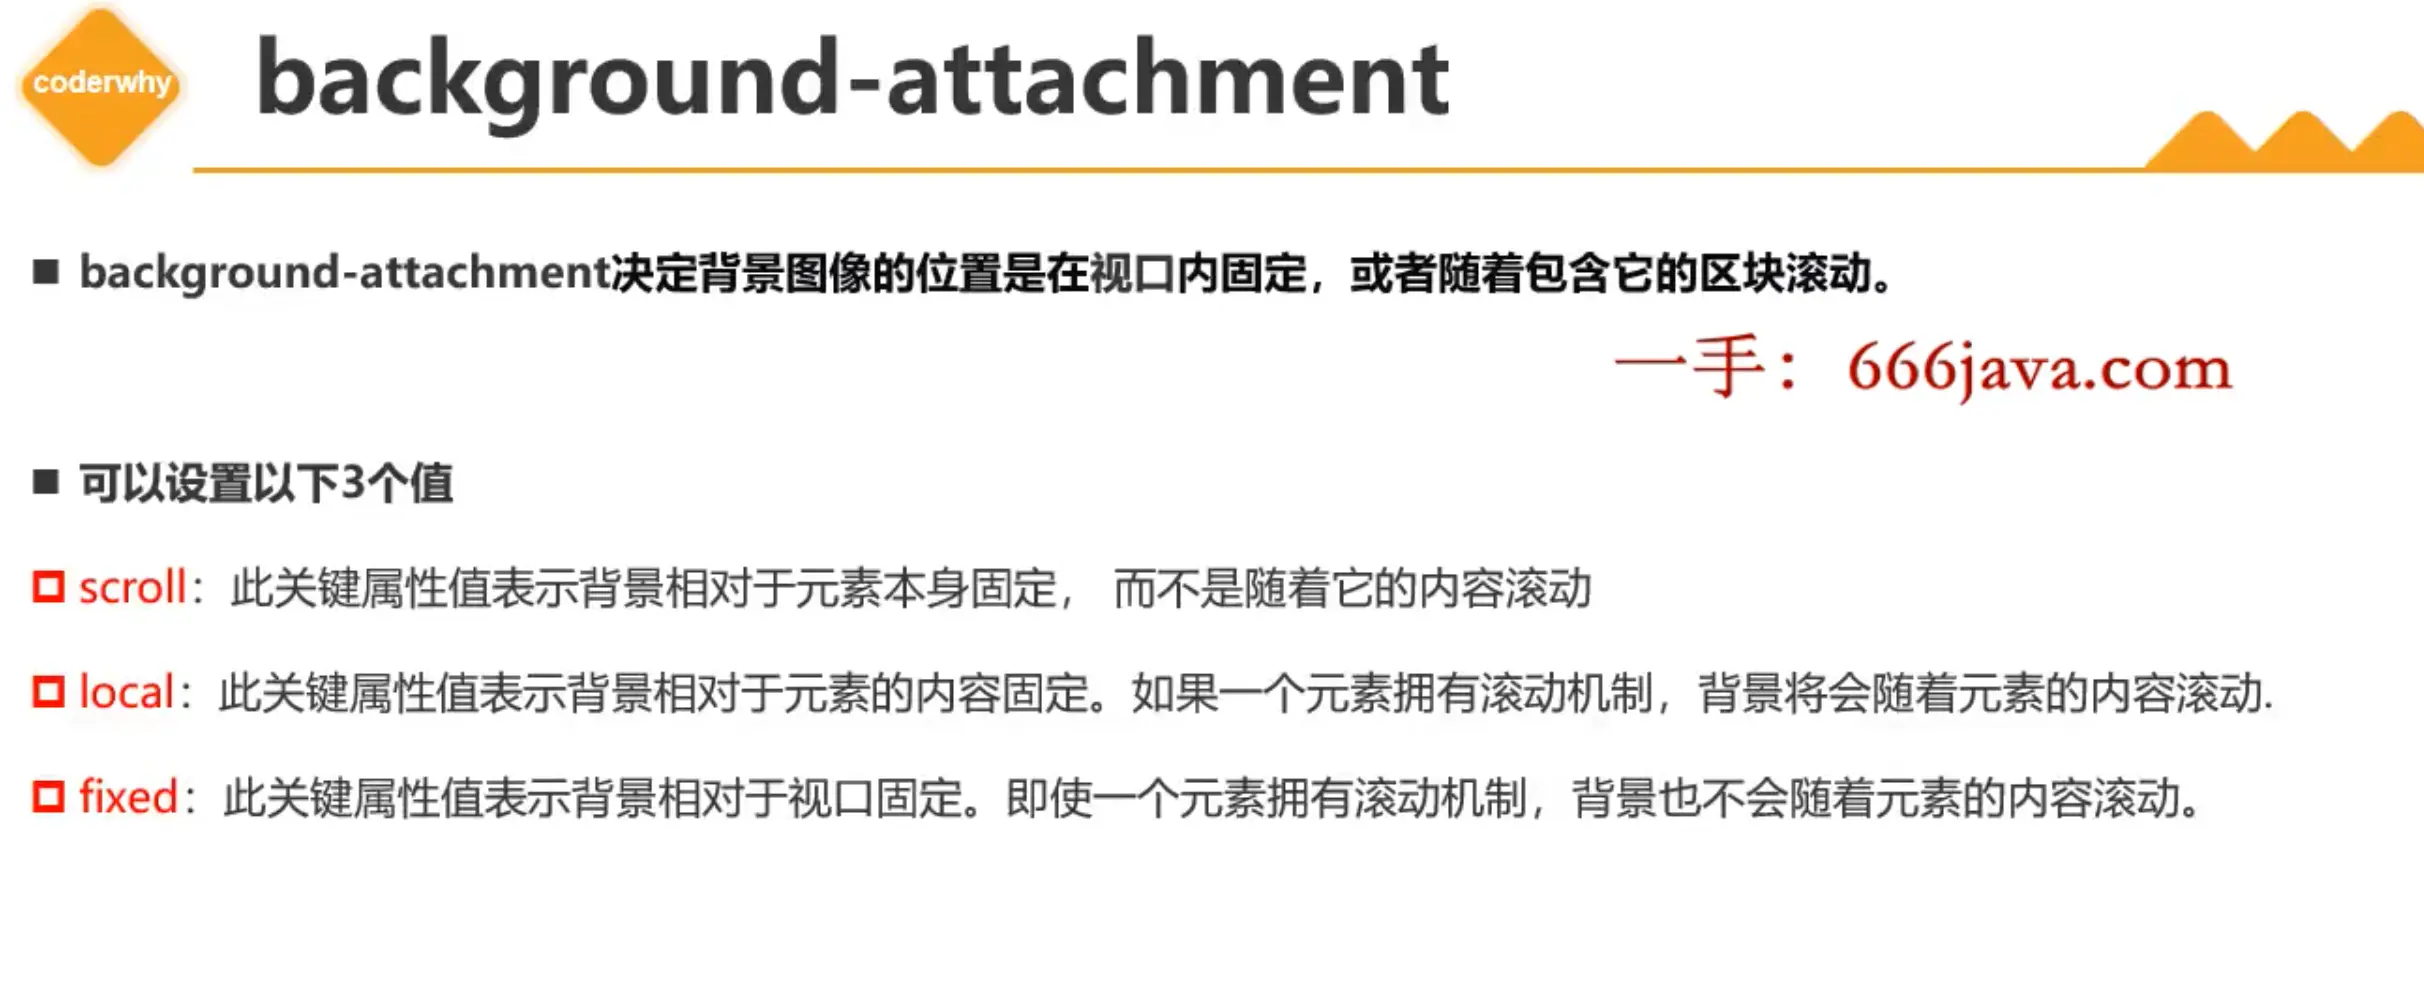 coderwhy
background-attachment
background-attachment决定背景图像的位置是在视口内固定，或者随着包含它的区块滚动。
一手：666java.com
可以设置以下3个值
scroll：此关键属性值表示背景相对于元素本身固定， 而不是随着它的内容滚动
local：此关键属性值表示背景相对于元素的内容固定。如果一个元素拥有滚动机制，背景将会随着元素的内容滚动.
fixed：此关键属性值表示背景相对于视口固定。即使一个元素拥有滚动机制，背景也不会随着元素的内容滚动。